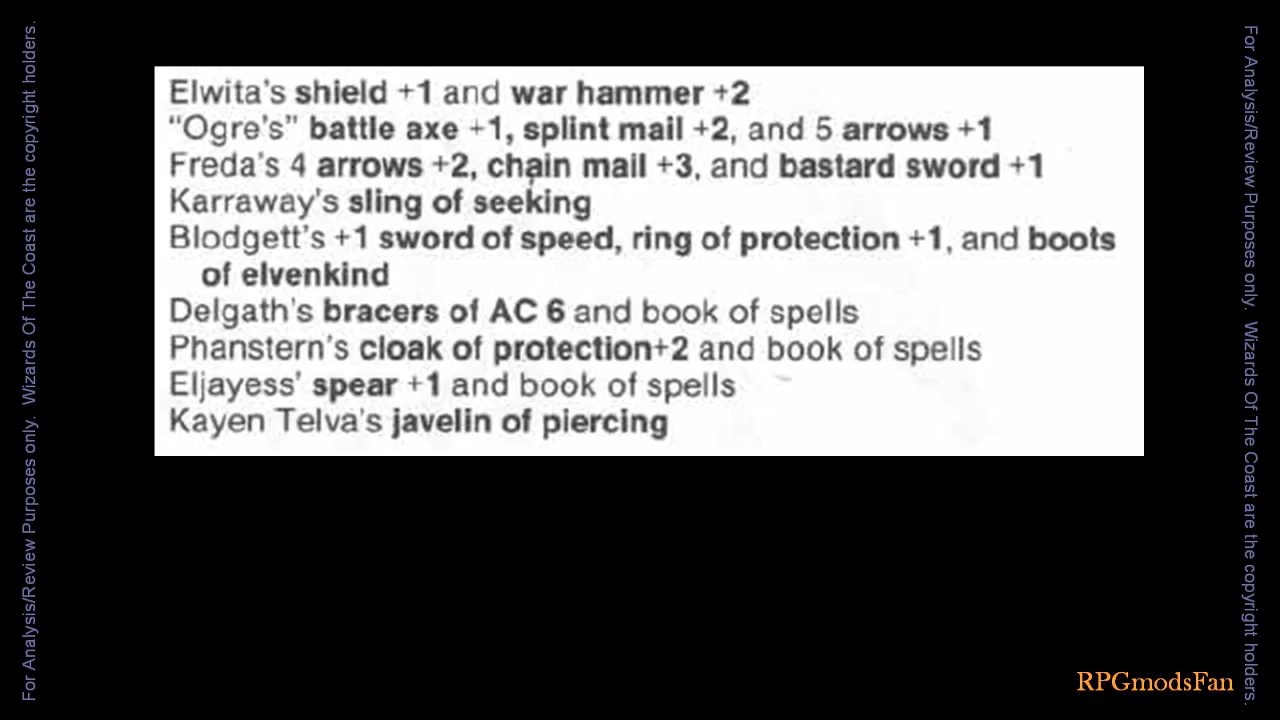 For Analysis/Review Purposes only. Wizards Of The Coast are the copyright holders.
Elwita's shield +1 and war hammer +2
“Ogre's” battle axe +1, splint mail +2, and 5 arrows +1
Freda's 4 arrows +2, chain mail +3, and bastard sword +1
Karraway's sling of seeking
Blodgett's +1 sword of speed, ring of protection +1, and boots
of elvenkind
Delgath's bracers of AC 6 and book of spells
Phanstern's cloak of protection+2 and book of spells
Eljayess' spear +1 and book of spells
Kayen Telva's javelin of piercing
For Analysis/Review Purposes only. Wizards Of The Coast are the copyright holders.
RPGmodsFan